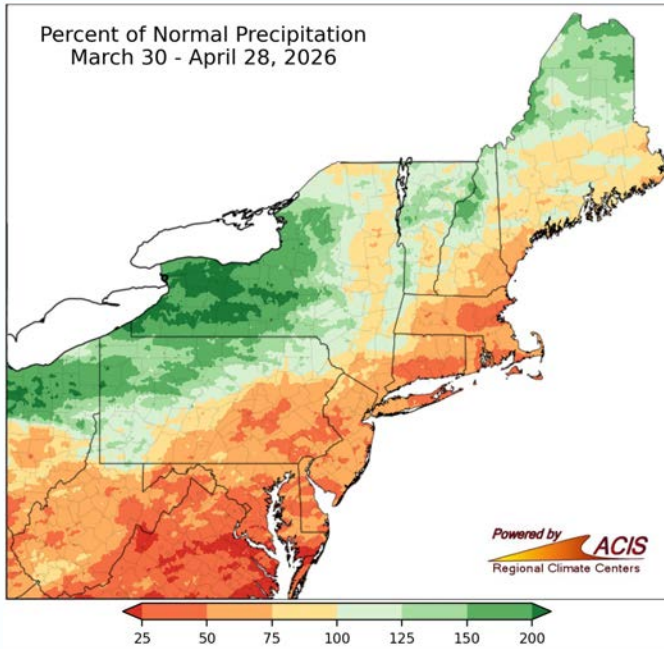 Percent of Normal Precipitation
March 30 - April 28, 2026
Powered by
ACIS
Regional Climate Centers
25 50 75 100 125 150 200